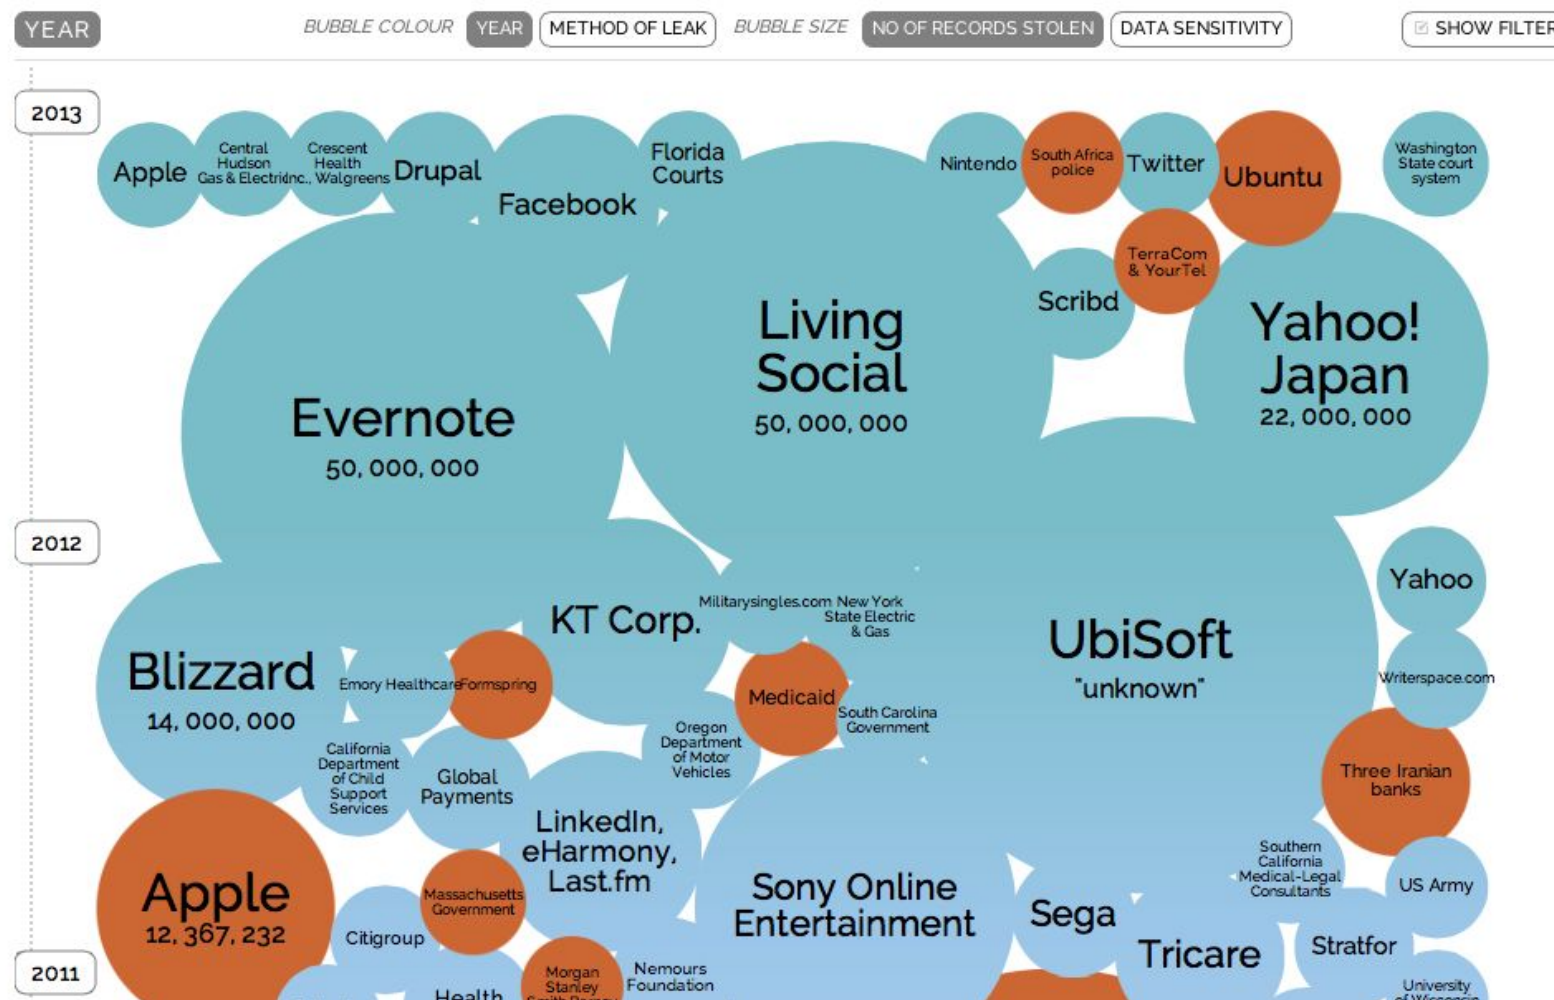 YEAR
BUBBLE COLOUR
YEAR
METHOD OF LEAK
BUBBLE SIZE
NO OF RECORDS STOLEN
DATA SENSITIVITY
SHOW FILTER
2013
Apple
Central
Hudson
Gas & Electric
Crescent
Health
Inc., Walgreens
Drupal
Facebook
Florida
Courts
Nintendo
South Africa
police
Twitter
Ubuntu
Washington
State court
system
TerraCom
& YourTel
Scribd
Living
Social
50, 000, 000
Yahoo!
Japan
22, 000, 000
Evernote
50, 000, 000
2012
Yahoo
KT Corp.
Militarysingles.com
New York
State Electric
& Gas
UbiSoft
"unknown"
Blizzard
14, 000, 000
Emory Healthcare
Formspring
Medicaid
Writerspace.com
South Carolina
Government
Oregon
Department
of Motor
Vehicles
California
Department
of Child
Support
Services
Global
Payments
Three Iranian
banks
LinkedIn,
eHarmony,
Last.fm
Southern
California
Medical-Legal
Consultants
US Army
Apple
12, 367, 232
Massachusetts
Government
Sony Online
Entertainment
Sega
Citigroup
Tricare
Stratfor
2011
Morgan
Stanley
Nemours
Foundation
Health
University